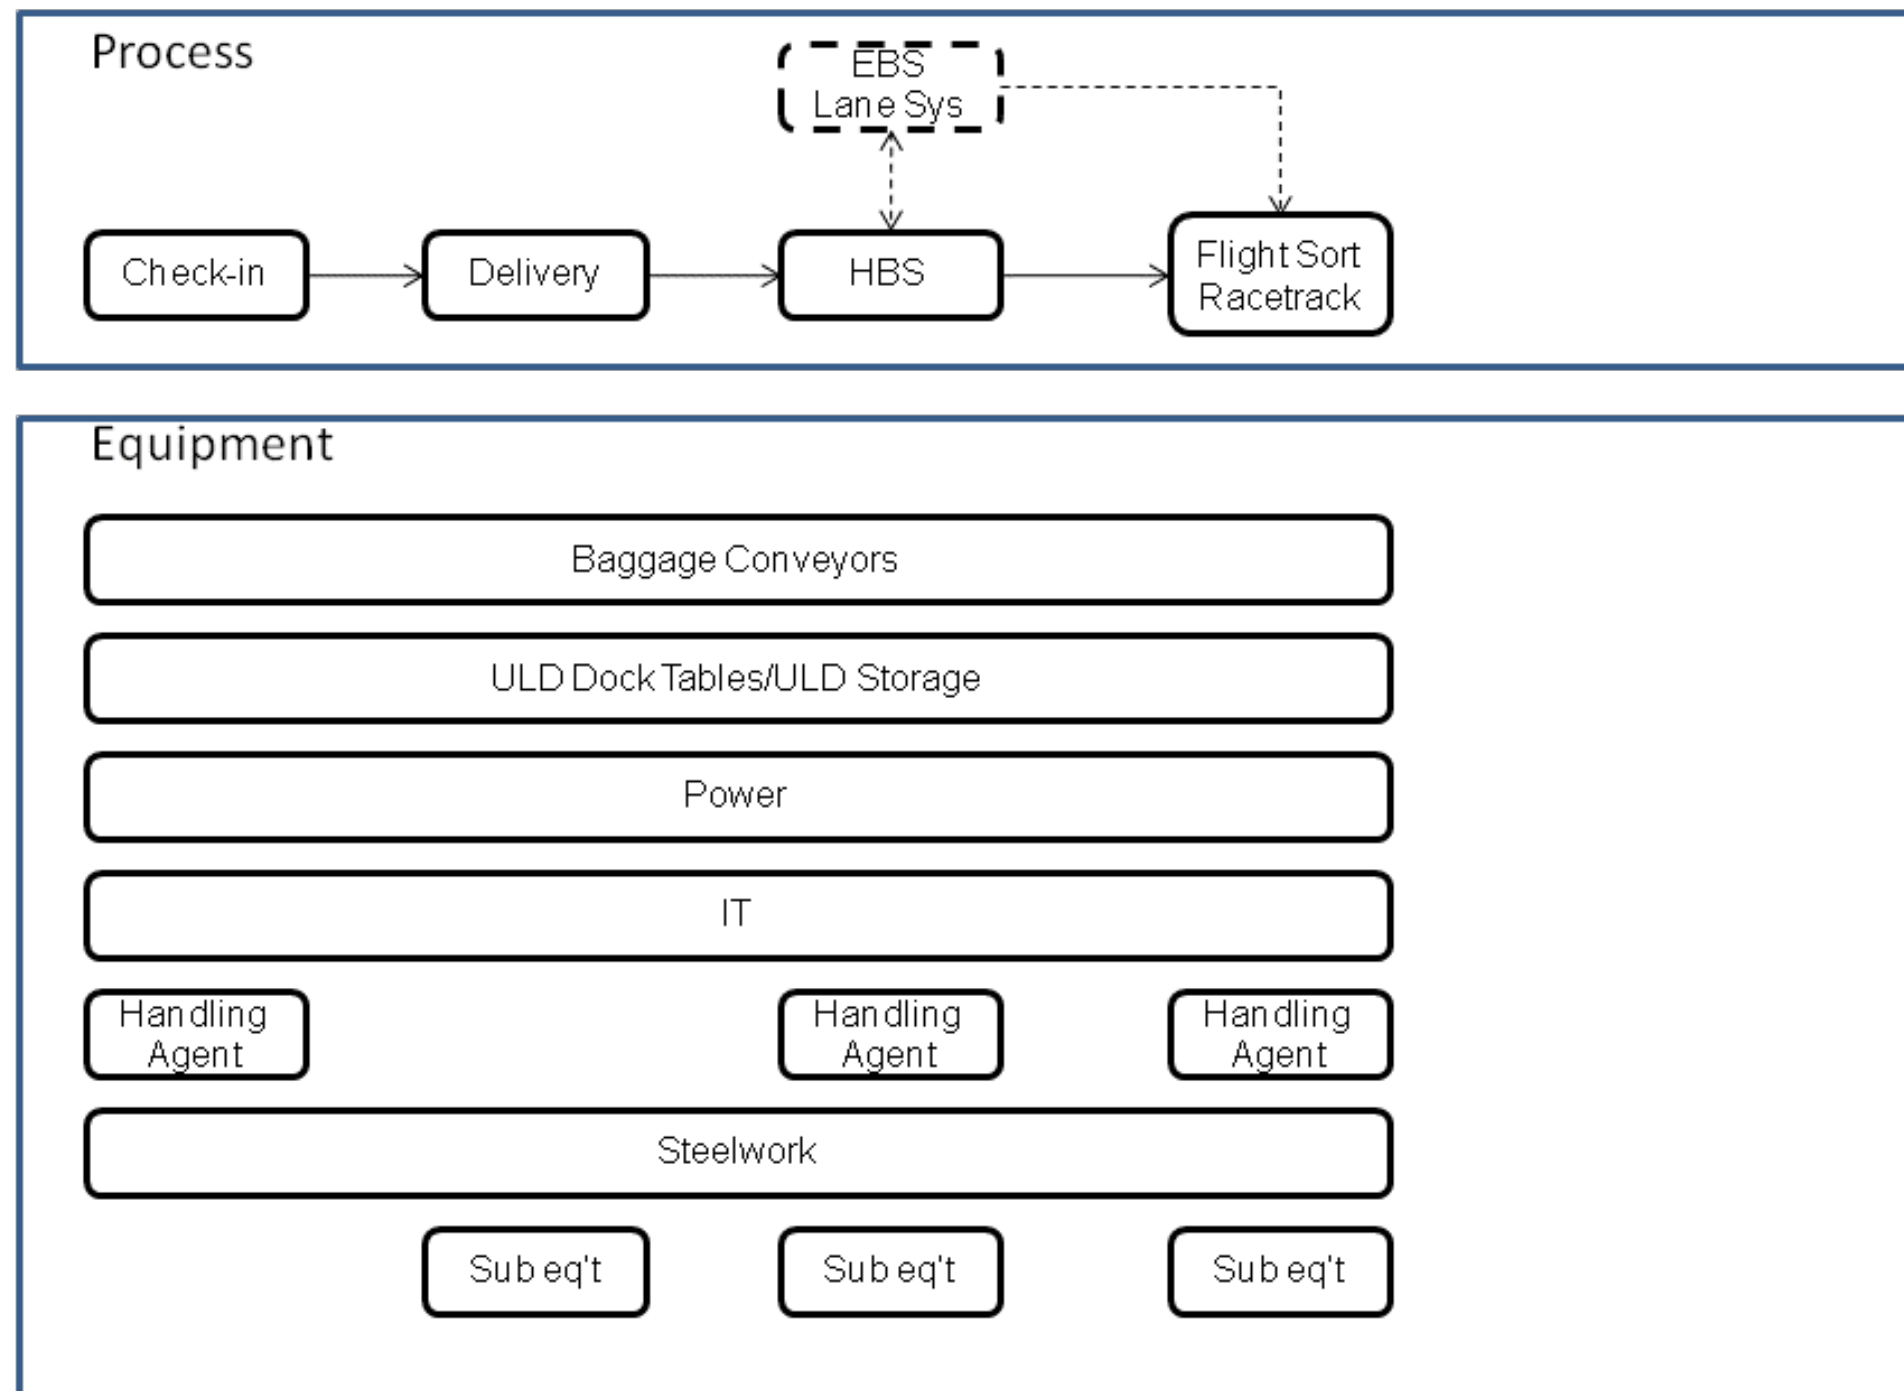 Process
EBS
Lane Sys
Check-in
Delivery
HBS
Flight Sort
Racetrack
Equipment
Baggage Conveyors
ULD Dock Tables/ULD Storage
Power
IT
Handling
Agent
Handling
Agent
Handling
Agent
Steelwork
Sub eq't
Sub eq't
Sub eq't